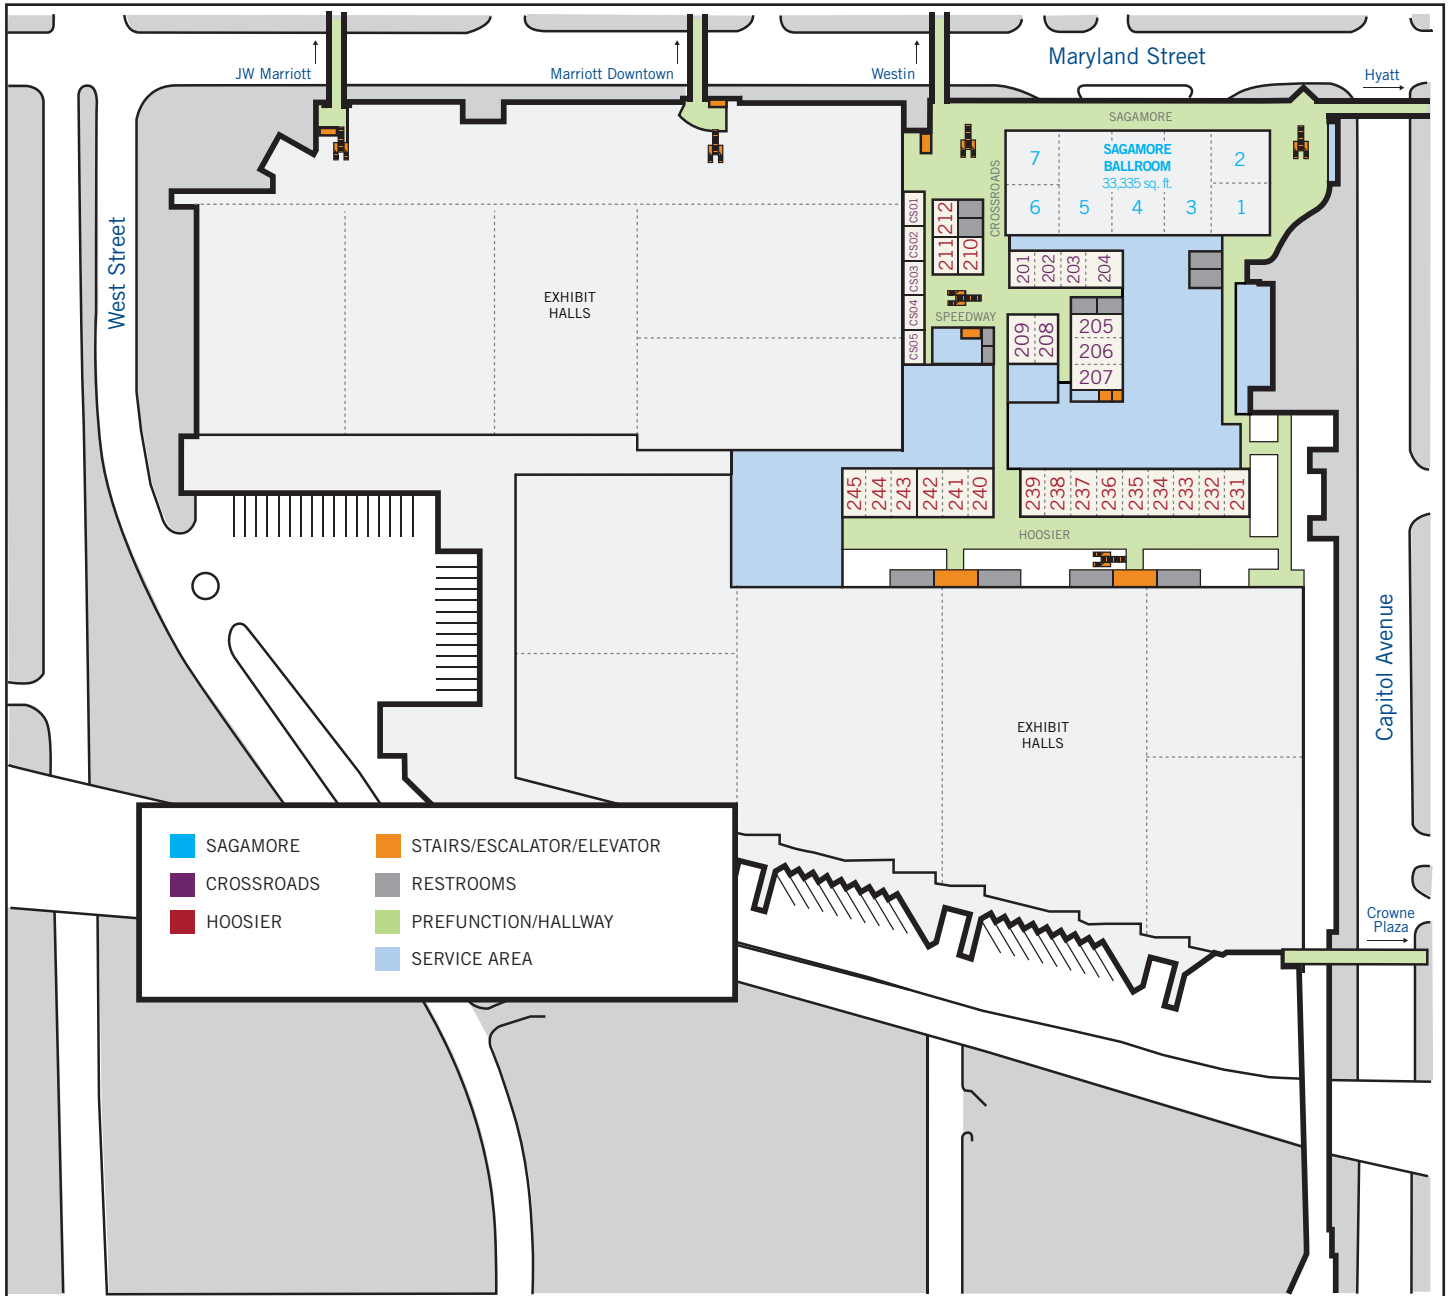 Maryland Street
JW Marriott
Marriott Downtown
Westin
Hyatt
SAGAMORE
CROSSROADS
SAGAMORE
BALLROOM
33,335 sq. ft.
7
2
6
5
4
3
1
CS01
CS02
CS03
CS04
CS05
212
211
210
201
202
203
204
SPEEDWAY
209
208
205
206
207
West Street
EXHIBIT
HALLS
245
244
243
242
241
240
239
238
237
236
235
234
233
232
231
HOOSIER
Capitol Avenue
EXHIBIT
HALLS
SAGAMORE
CROSSROADS
HOOSIER
STAIRS/ESCALATOR/ELEVATOR
RESTROOMS
PREFUNCTION/HALLWAY
SERVICE AREA
Crowne
Plaza